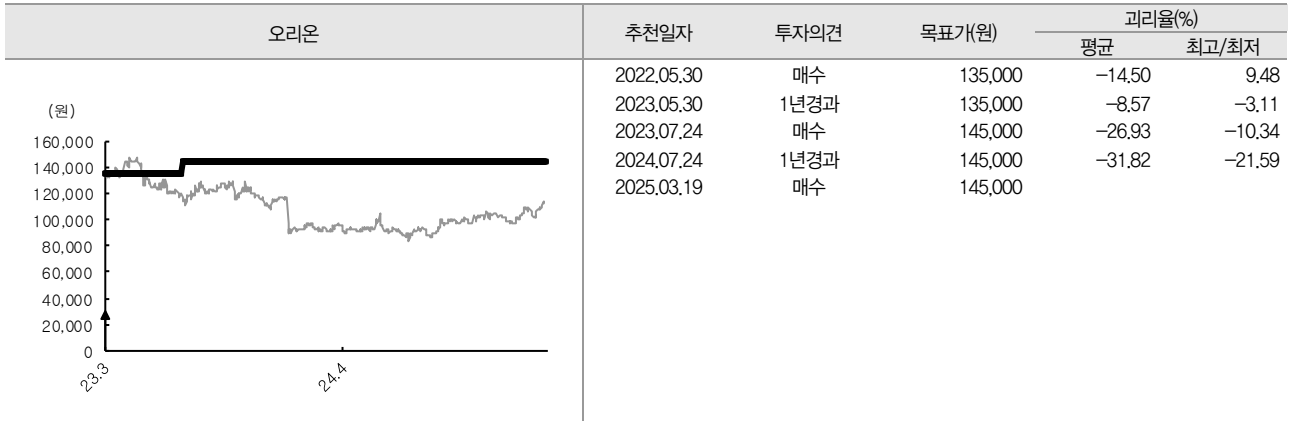 오리온
(원)
160,000
140,000
120,000
100,000
80,000
60,000
40,000
20,000
0
23.3
24.4
추천일자 투자의견 목표가(원) 괴리율(%)
평균 최고/최저
2022.05.30 매수 135,000 −14.50 9.48
2023.05.30 1년경과 135,000 −8.57 −3.11
2023.07.24 매수 145,000 −26.93 −10.34
2024.07.24 1년경과 145,000 −31.82 −21.59
2025.03.19 매수 145,000